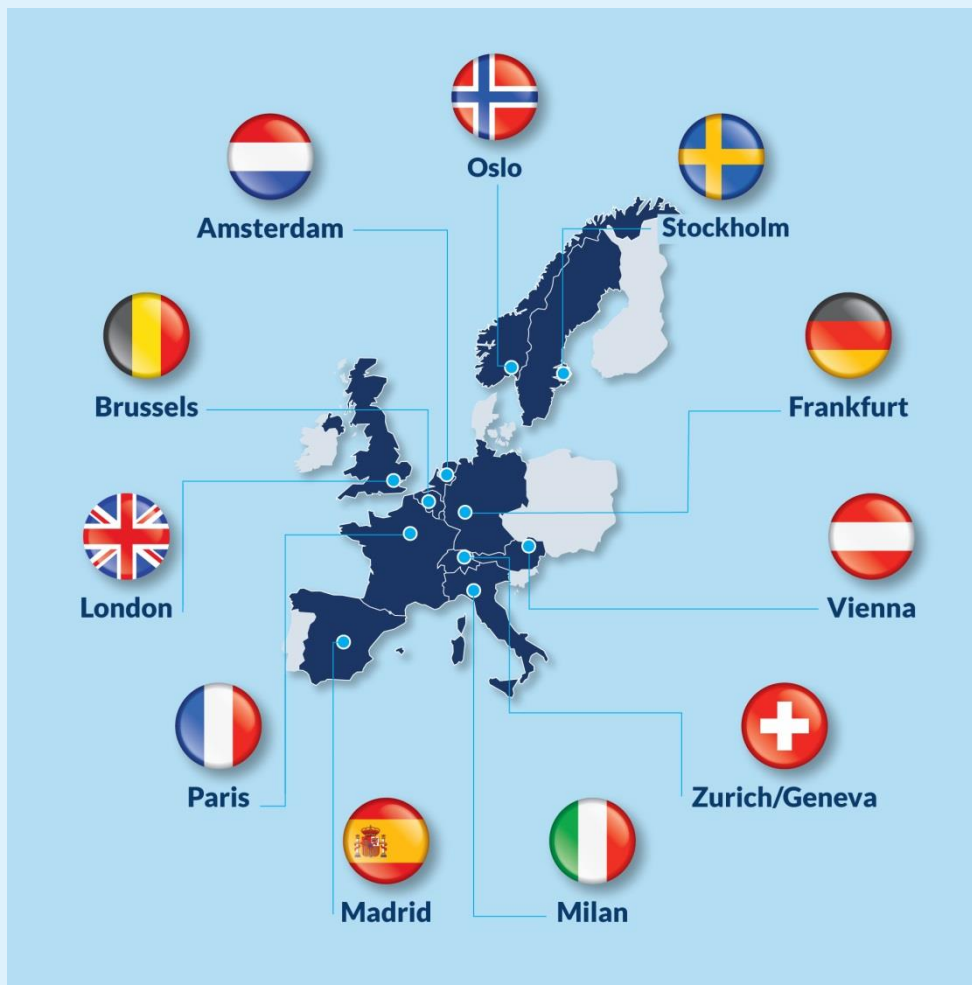 Oslo
Amsterdam
Stockholm
Brussels
Frankfurt
London
Vienna
Paris
Zurich/Geneva
Madrid
Milan